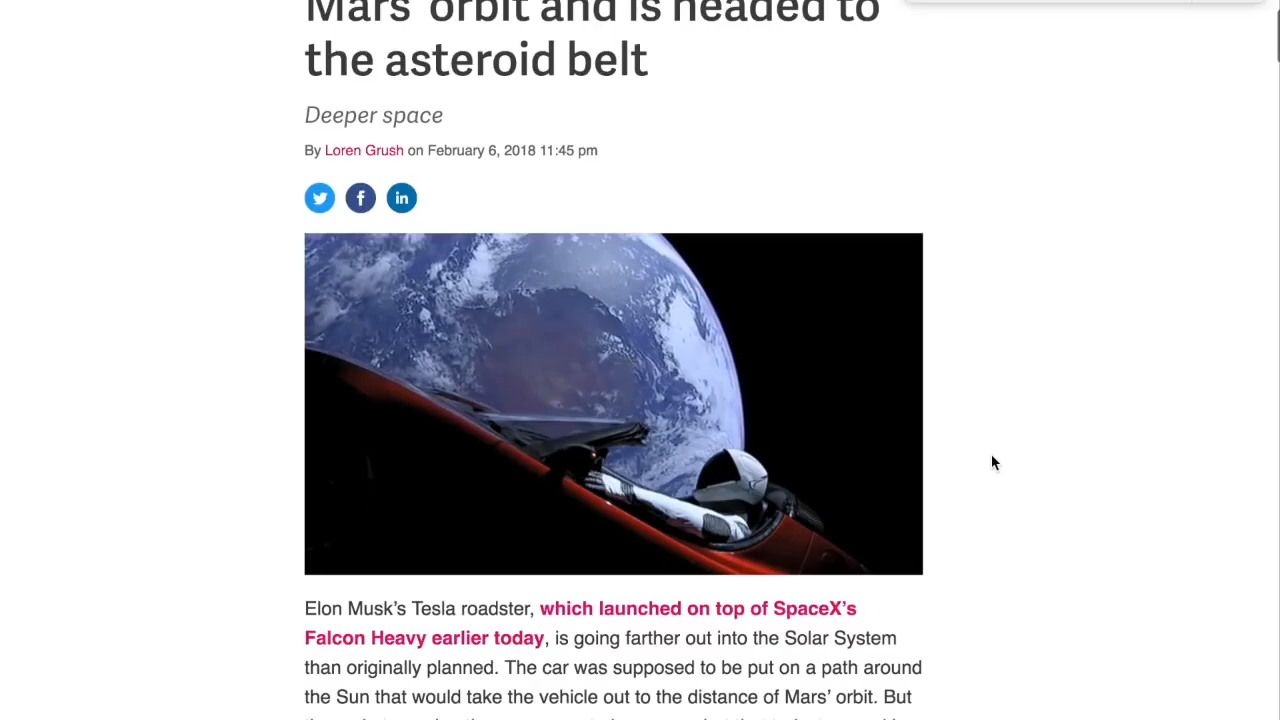 Mars' orbit and is headed to
the asteroid belt
Deeper space
By Loren Grush on February 6, 2018 11:45 pm
Elon Musk's Tesla roadster, which launched on top of SpaceX's
Falcon Heavy earlier today, is going farther out into the Solar System
than originally planned. The car was supposed to be put on a path around
the Sun that would take the vehicle out to the distance of Mars' orbit. But